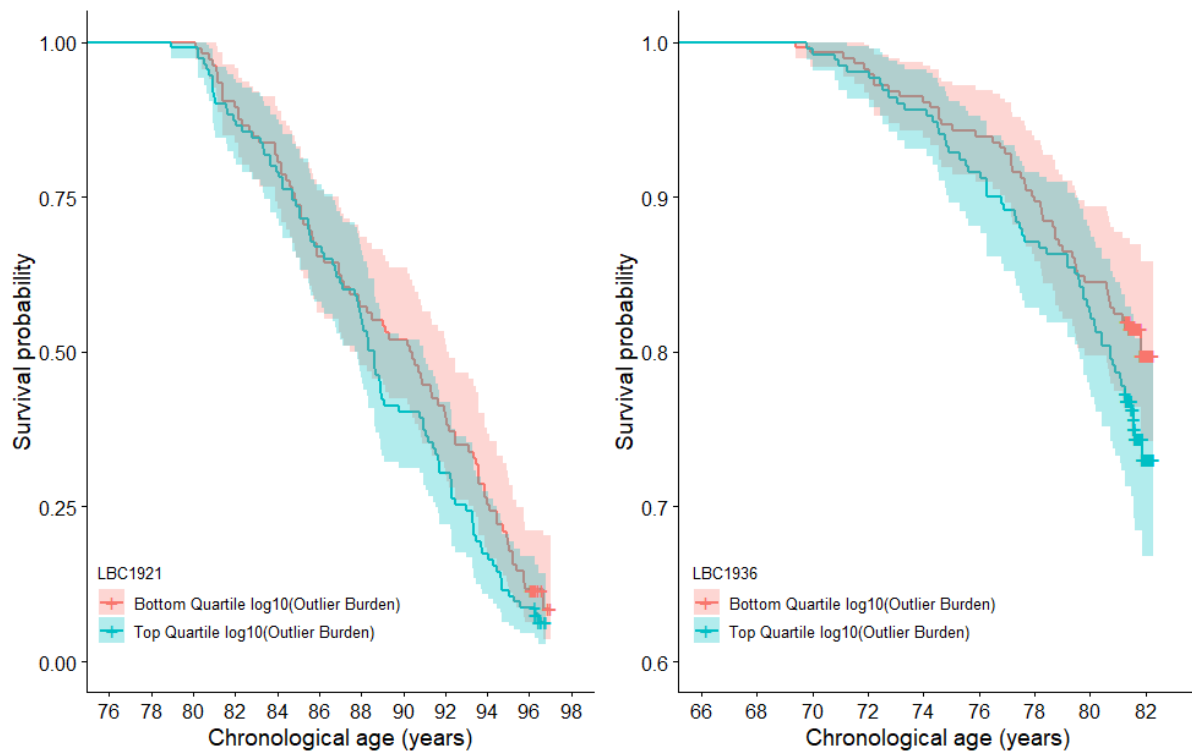 1.00
0.75
0.50
0.25
0.00
Survival probability
LBC1921
Bottom Quartile log10(Outlier Burden)
Top Quartile log10(Outlier Burden)
76 78 80 82 84 86 88 90 92 94 96 98
Chronological age (years)
1.0
0.9
0.8
0.7
0.6
Survival probability
LBC1936
Bottom Quartile log10(Outlier Burden)
Top Quartile log10(Outlier Burden)
66 68 70 72 74 76 78 80 82
Chronological age (years)